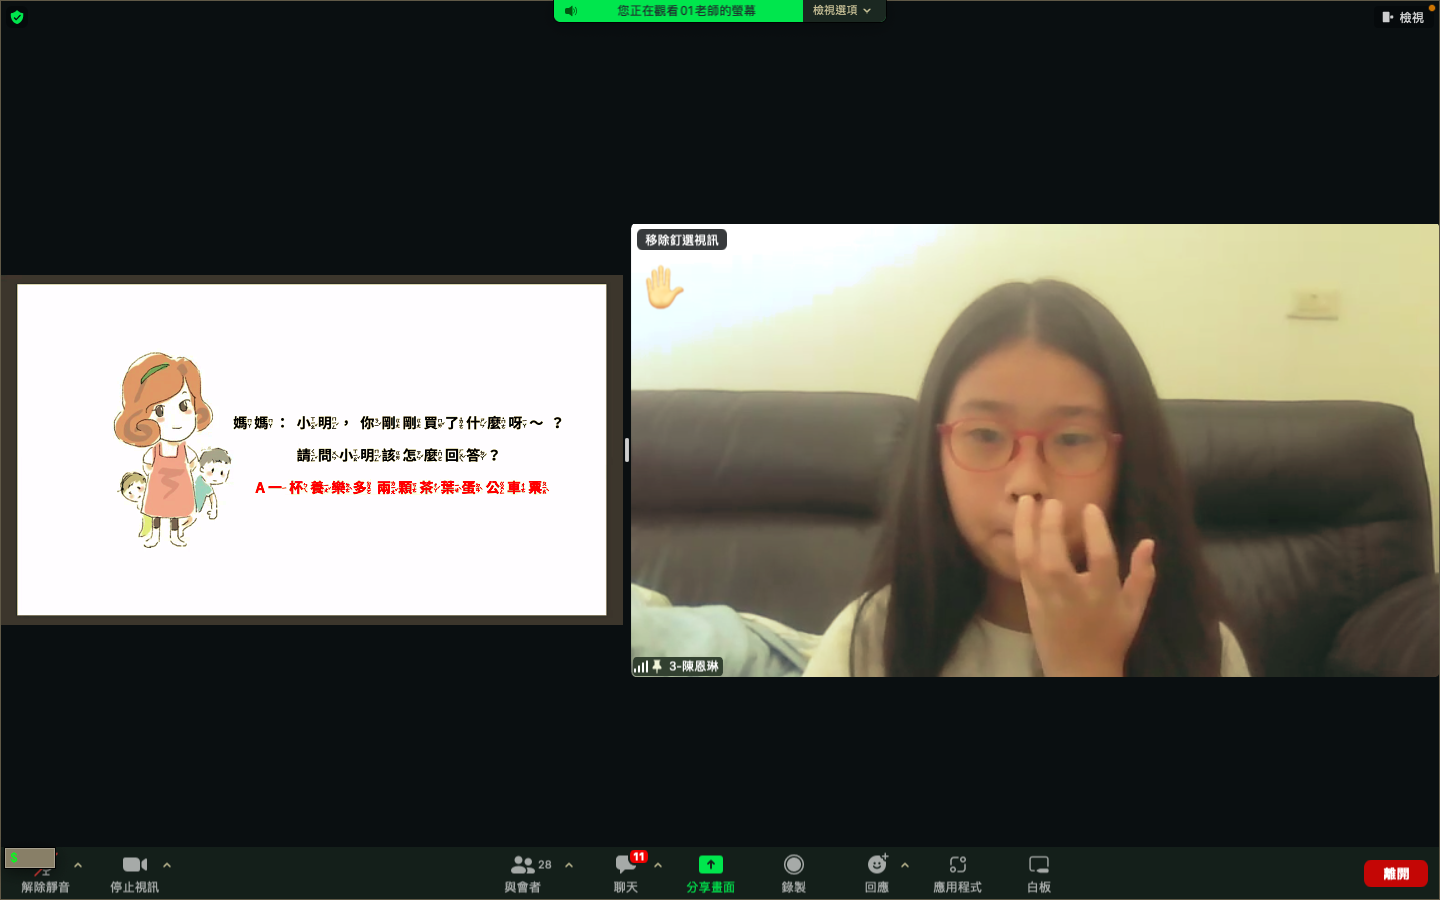 您正在觀看01老師的螢幕
檢視選項
檢視
移除釘選視訊
媽媽：小明，你剛剛買了什麼呀～？
請問小明該怎麼回答？
A一杯養樂多 兩顆茶葉蛋 公車票
3-陳恩琳
S
解除靜音
停止視訊
28
與會者
11
聊天
分享畫面
錄製
回應
應用程式
白板
離開